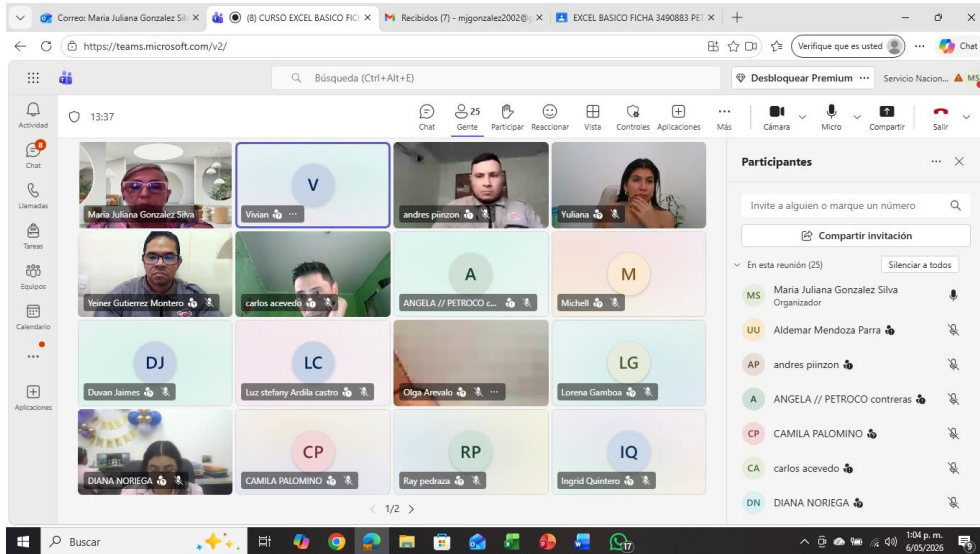 Correo: Maria Juliana Gonzalez Silv
(8) CURSO EXCEL BASICO FIC
Recibidos (7) - mjgonzalez2002@g
EXCEL BASICO FICHA 3490883 PET
https://teams.microsoft.com/v2/
Verifique que es usted
Chat
Búsqueda (Ctrl+Alt+E)
Desbloquear Premium
Servicio Nacion...
MS
Actividad
Chat
8
Llamadas
Tareas
Equipos
Calendario
Aplicaciones
13:37
Chat
25
Gente
Participar
Reaccionar
Vista
Controles
Aplicaciones
Más
Cámara
Micro
Compartir
Salir
Maria Juliana Gonzalez Silva
V
Vivian
andres piinzon
Yuliana
Yeiner Gutierrez Montero
carlos acevedo
A
ANGELA // PETROCO c...
M
Michell
DJ
Duvan Jaimes
LC
Luz stefany Ardila castro
Olga Arevalo
LG
Lorena Gamboa
DIANA NORIEGA
CP
CAMILA PALOMINO
RP
Ray pedraza
IQ
Ingrid Quintero
1/2
Participantes
Invite a alguien o marque un número
Compartir invitación
En esta reunión (25)
Silenciar a todos
MS
Maria Juliana Gonzalez Silva
Organizador
UU
Aldemar Mendoza Parra
AP
andres piinzon
A
ANGELA // PETROCO contreras
CP
CAMILA PALOMINO
CA
carlos acevedo
DN
DIANA NORIEGA
Buscar
17
1:04 p. m.
6/05/2026